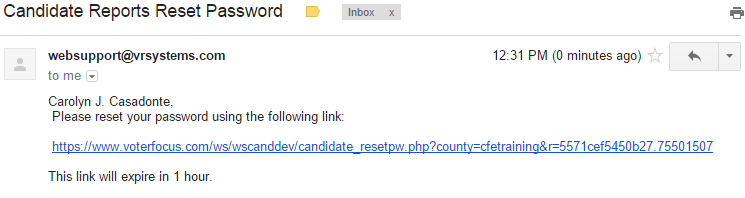 Candidate Reports Reset Password
Inbox x
websupport@vrsystems.com 12:31 PM (0 minutes ago)
to me
Carolyn J. Casadonte,
Please reset your password using the following link:
https://www.voterfocus.com/ws/wscanddev/candidate_resetpw.php?county=cfetraining&r=5571cef5450b27.75501507
This link will expire in 1 hour.